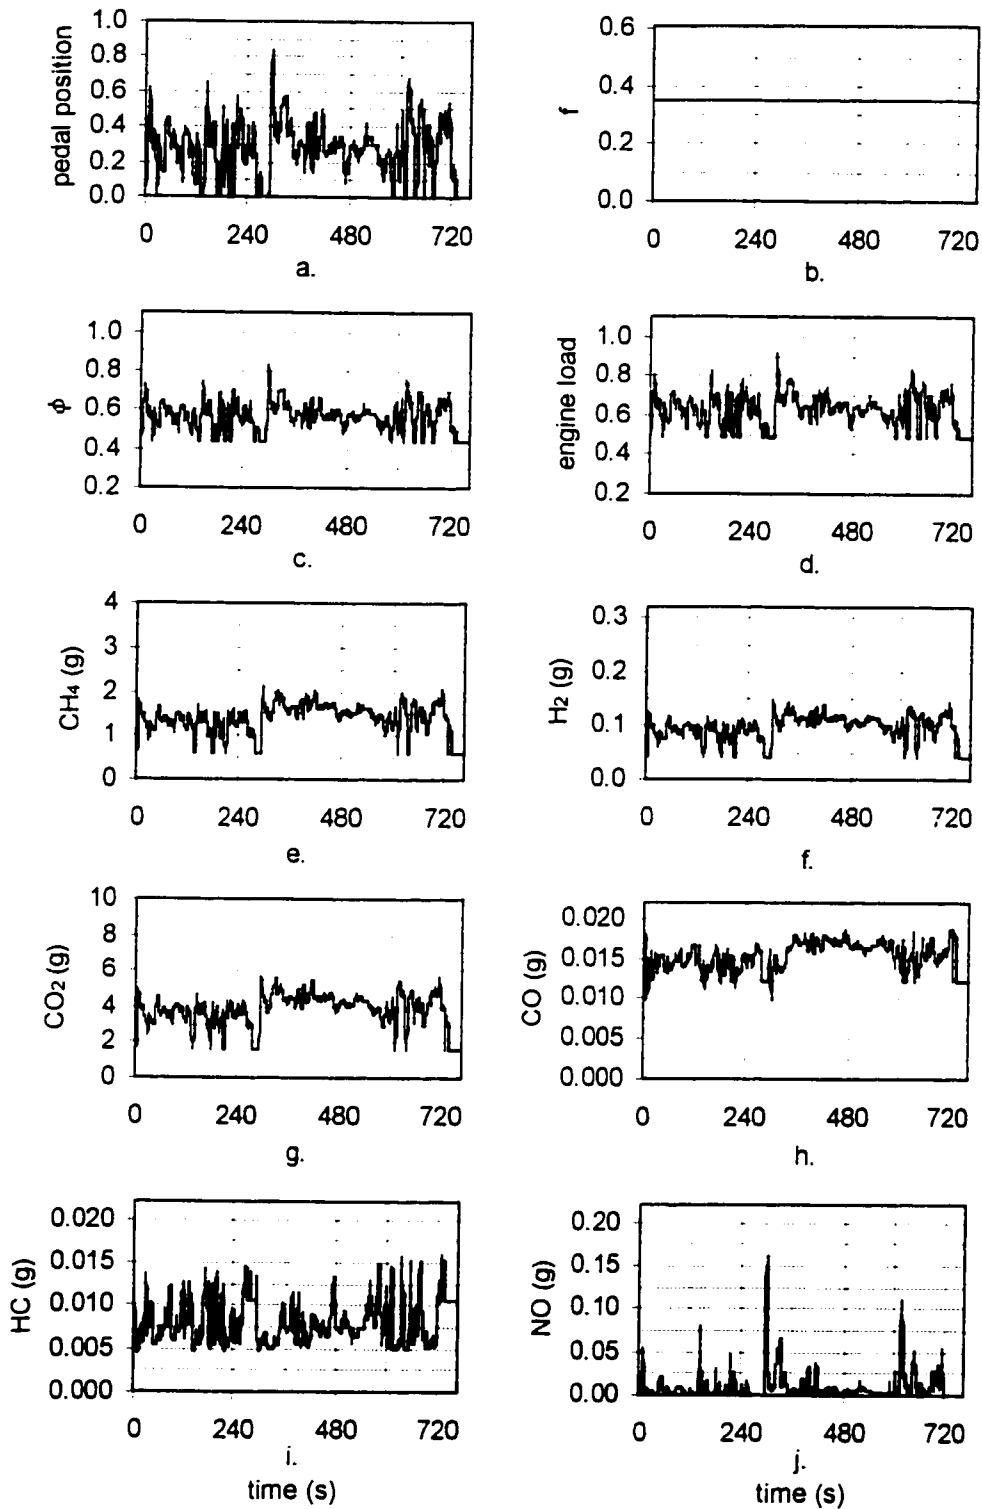 pedal position
1.0
0.8
0.6
0.4
0.2
0.0
0 240 480 720
a.
f
0.6
0.4
0.2
0.0
0 240 480 720
b.
ϕ
1.0
0.8
0.6
0.4
0.2
0 240 480 720
c.
engine load
1.0
0.8
0.6
0.4
0.2
0 240 480 720
d.
CH₄ (g)
4
3
2
1
0
0 240 480 720
e.
H₂ (g)
0.3
0.2
0.1
0.0
0 240 480 720
f.
CO₂ (g)
10
8
6
4
2
0
0 240 480 720
g.
CO (g)
0.020
0.015
0.010
0.005
0.000
0 240 480 720
h.
HC (g)
0.020
0.015
0.010
0.005
0.000
0 240 480 720
i.
time (s)
NO (g)
0.20
0.15
0.10
0.05
0.00
0 240 480 720
j.
time (s)